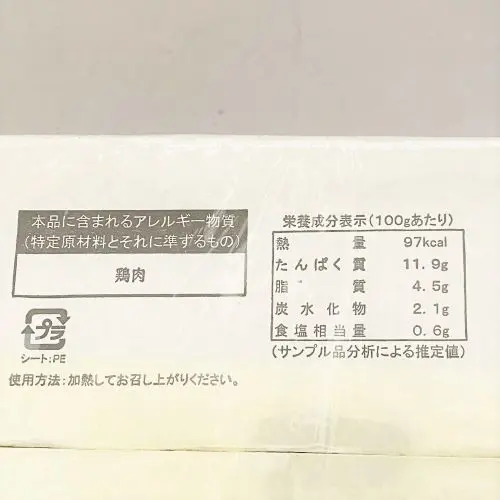 本品に含まれるアレルギー物質
(特定原材料とそれに準ずるもの)
鶏肉
プラ
シート:PE
使用方法:加熱してお召し上がりください。
栄養成分表示(100gあたり)
熱量 97kcal
たんぱく質 11.9g
脂質 4.5g
炭水化物 2.1g
食塩相当量 0.6g
(サンプル品分析による推定値)